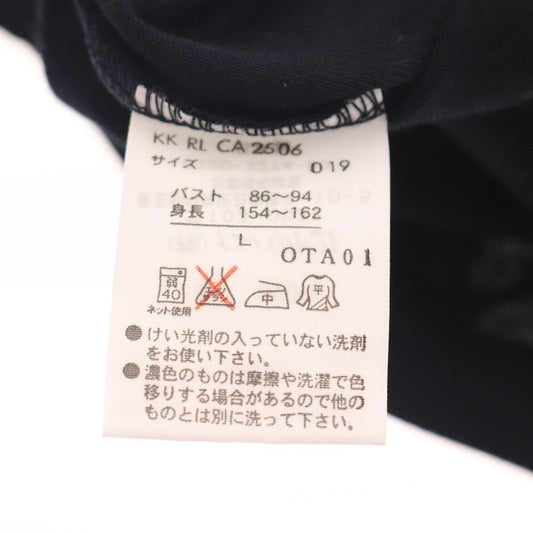 KK RL CA 2506
サイズ 019
バスト 86～94
身長 154～162
L
OTA01
弱 40 中 平
ネット使用
●けい光剤の入っていない洗剤
をお使い下さい。
●濃色のものは摩擦や洗濯で色
移りする場合があるので他の
ものとは別に洗って下さい。